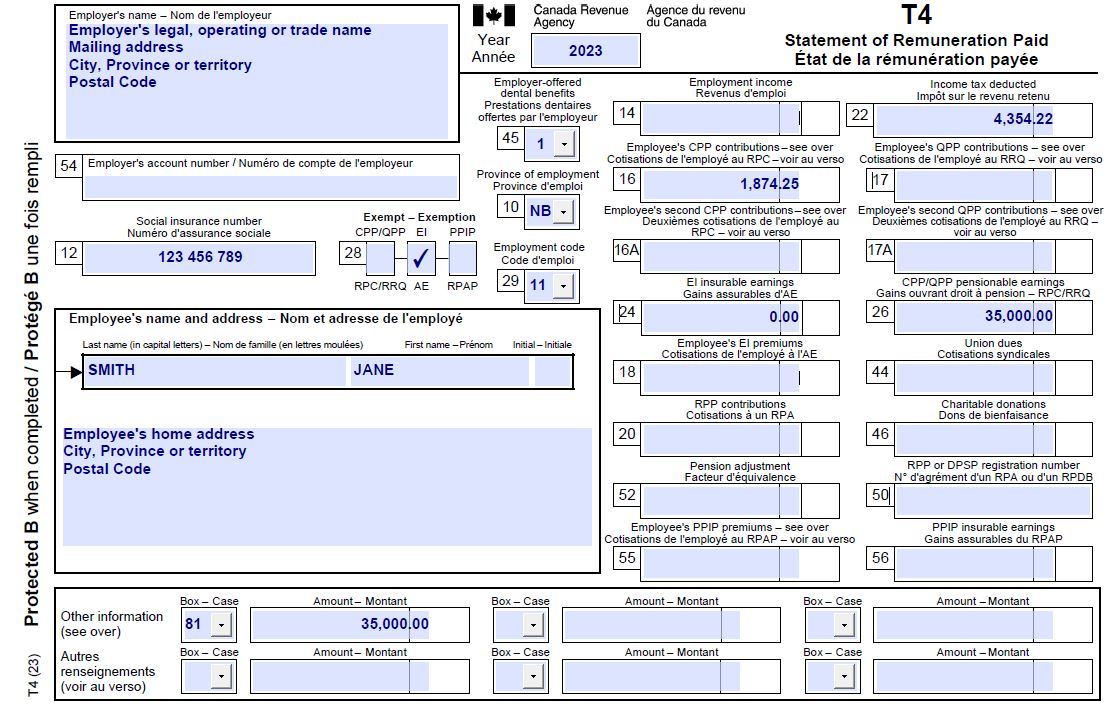 Employer's name – Nom de l'employeur
Employer's legal, operating or trade name
Mailing address
City, Province or territory
Postal Code
Canada Revenue Agency
Agence du revenu du Canada
Year
Année
2023
T4
Statement of Remuneration Paid
État de la rémunération payée
Employer-offered dental benefits
Prestations dentaires offertes par l'employeur
45 1
Employment income
Revenus d'emploi
14
Income tax deducted
Impôt sur le revenu retenu
22 4,354.22
54 Employer's account number / Numéro de compte de l'employeur
Province of employment
Province d'emploi
10 NB
Employee's CPP contributions – see over
Cotisations de l'employé au RPC – voir au verso
16 1,874.25
Employee's QPP contributions – see over
Cotisations de l'employé au RRQ – voir au verso
17
Social insurance number
Numéro d'assurance sociale
12 123 456 789
Exempt – Exemption
CPP/QPP EI PPIP
28 ✓
RPC/RRQ AE RPAP
Employment code
Code d'emploi
29 11
Employee's second CPP contributions – see over
Deuxièmes cotisations de l'employé au
RPC – voir au verso
16A
Employee's second QPP contributions – see over
Deuxièmes cotisations de l'employé au RRQ –
voir au verso
17A
EI insurable earnings
Gains assurables d'AE
24 0.00
CPP/QPP pensionable earnings
Gains ouvrant droit à pension – RPC/RRQ
26 35,000.00
Employee's name and address – Nom et adresse de l'employé
Last name (in capital letters) – Nom de famille (en lettres moulées) First name – Prénom Initial – Initiale
SMITH JANE
Employee's home address
City, Province or territory
Postal Code
Employee's EI premiums
Cotisations de l'employé à l'AE
18
Union dues
Cotisations syndicales
44
RPP contributions
Cotisations à un RPA
20
Charitable donations
Dons de bienfaisance
46
Pension adjustment
Facteur d'équivalence
52
RPP or DPSP registration number
N° d'agrément d'un RPA ou d'un RPDB
50
Employee's PPIP premiums – see over
Cotisations de l'employé au RPAP – voir au verso
55
PPIP insurable earnings
Gains assurables du RPAP
56
Other information
(see over)
Box – Case Amount – Montant Box – Case Amount – Montant Box – Case Amount – Montant
81 35,000.00
Autres
renseignements
(voir au verso)
Box – Case Amount – Montant Box – Case Amount – Montant Box – Case Amount – Montant
Protected B when completed / Protégé B une fois rempli
T4 (23)